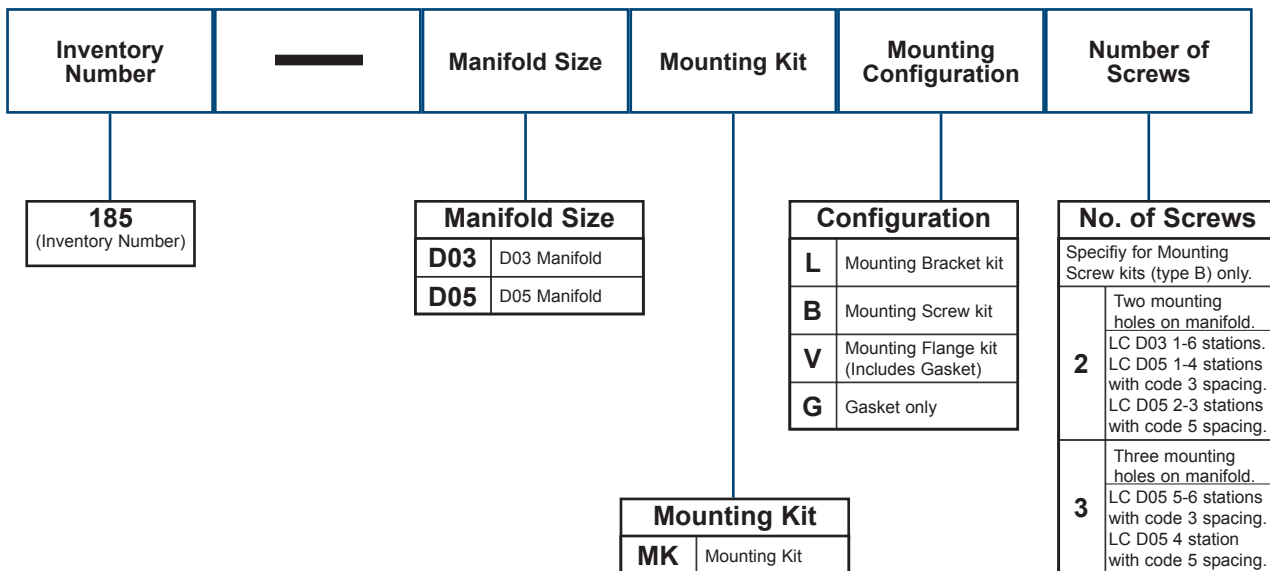 Inventory
Number
Manifold Size
Mounting Kit
Mounting
Configuration
Number of
Screws
185
(Inventory Number)
Manifold Size
D03 D03 Manifold
D05 D05 Manifold
Configuration
L Mounting Bracket kit
B Mounting Screw kit
V Mounting Flange kit
(Includes Gasket)
G Gasket only
No. of Screws
Specifiy for Mounting
Screw kits (type B) only.
2
Two mounting
holes on manifold.
LC D03 1-6 stations.
LC D05 1-4 stations
with code 3 spacing.
LC D05 2-3 stations
with code 5 spacing.
3
Three mounting
holes on manifold.
LC D05 5-6 stations
with code 3 spacing.
LC D05 4 station
with code 5 spacing.
Mounting Kit
MK Mounting Kit